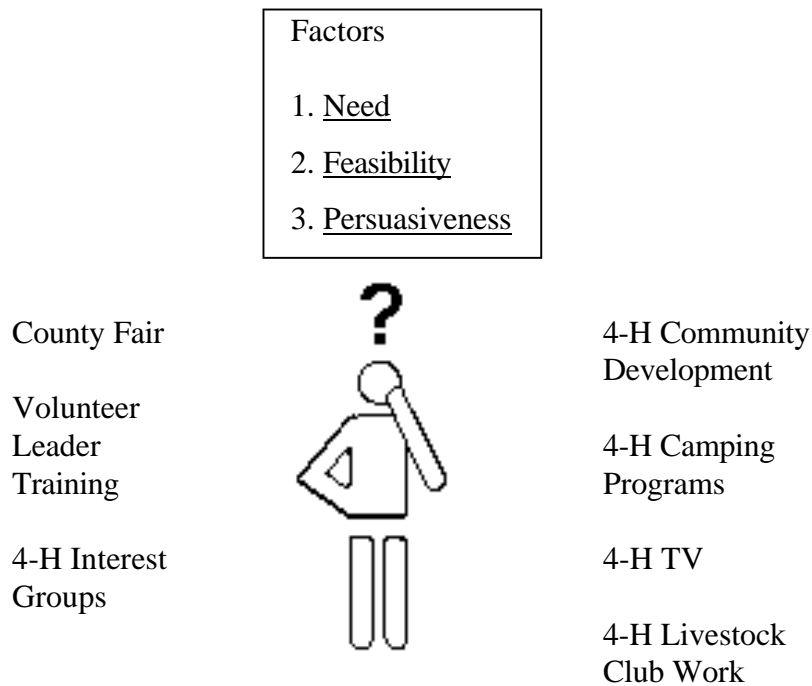 Factors
1. Need
2. Feasibility
3. Persuasiveness
?
County Fair
Volunteer
Leader
Training
4-H Interest
Groups
4-H Community
Development
4-H Camping
Programs
4-H TV
4-H Livestock
Club Work